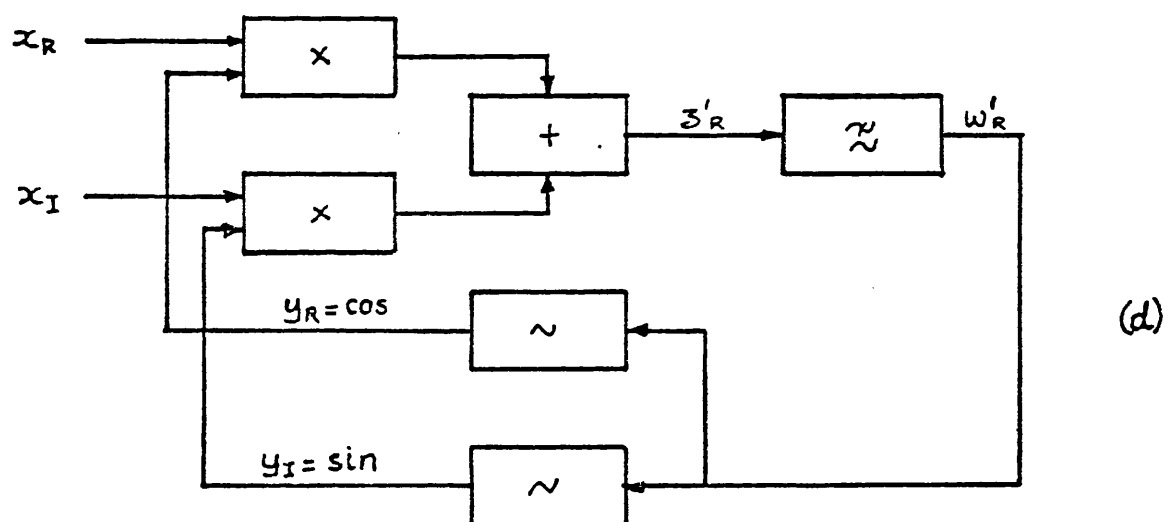 x_R
×
+
z'_R
≈
w'_R
x_I
×
y_R = cos
~
(d)
y_I = sin
~